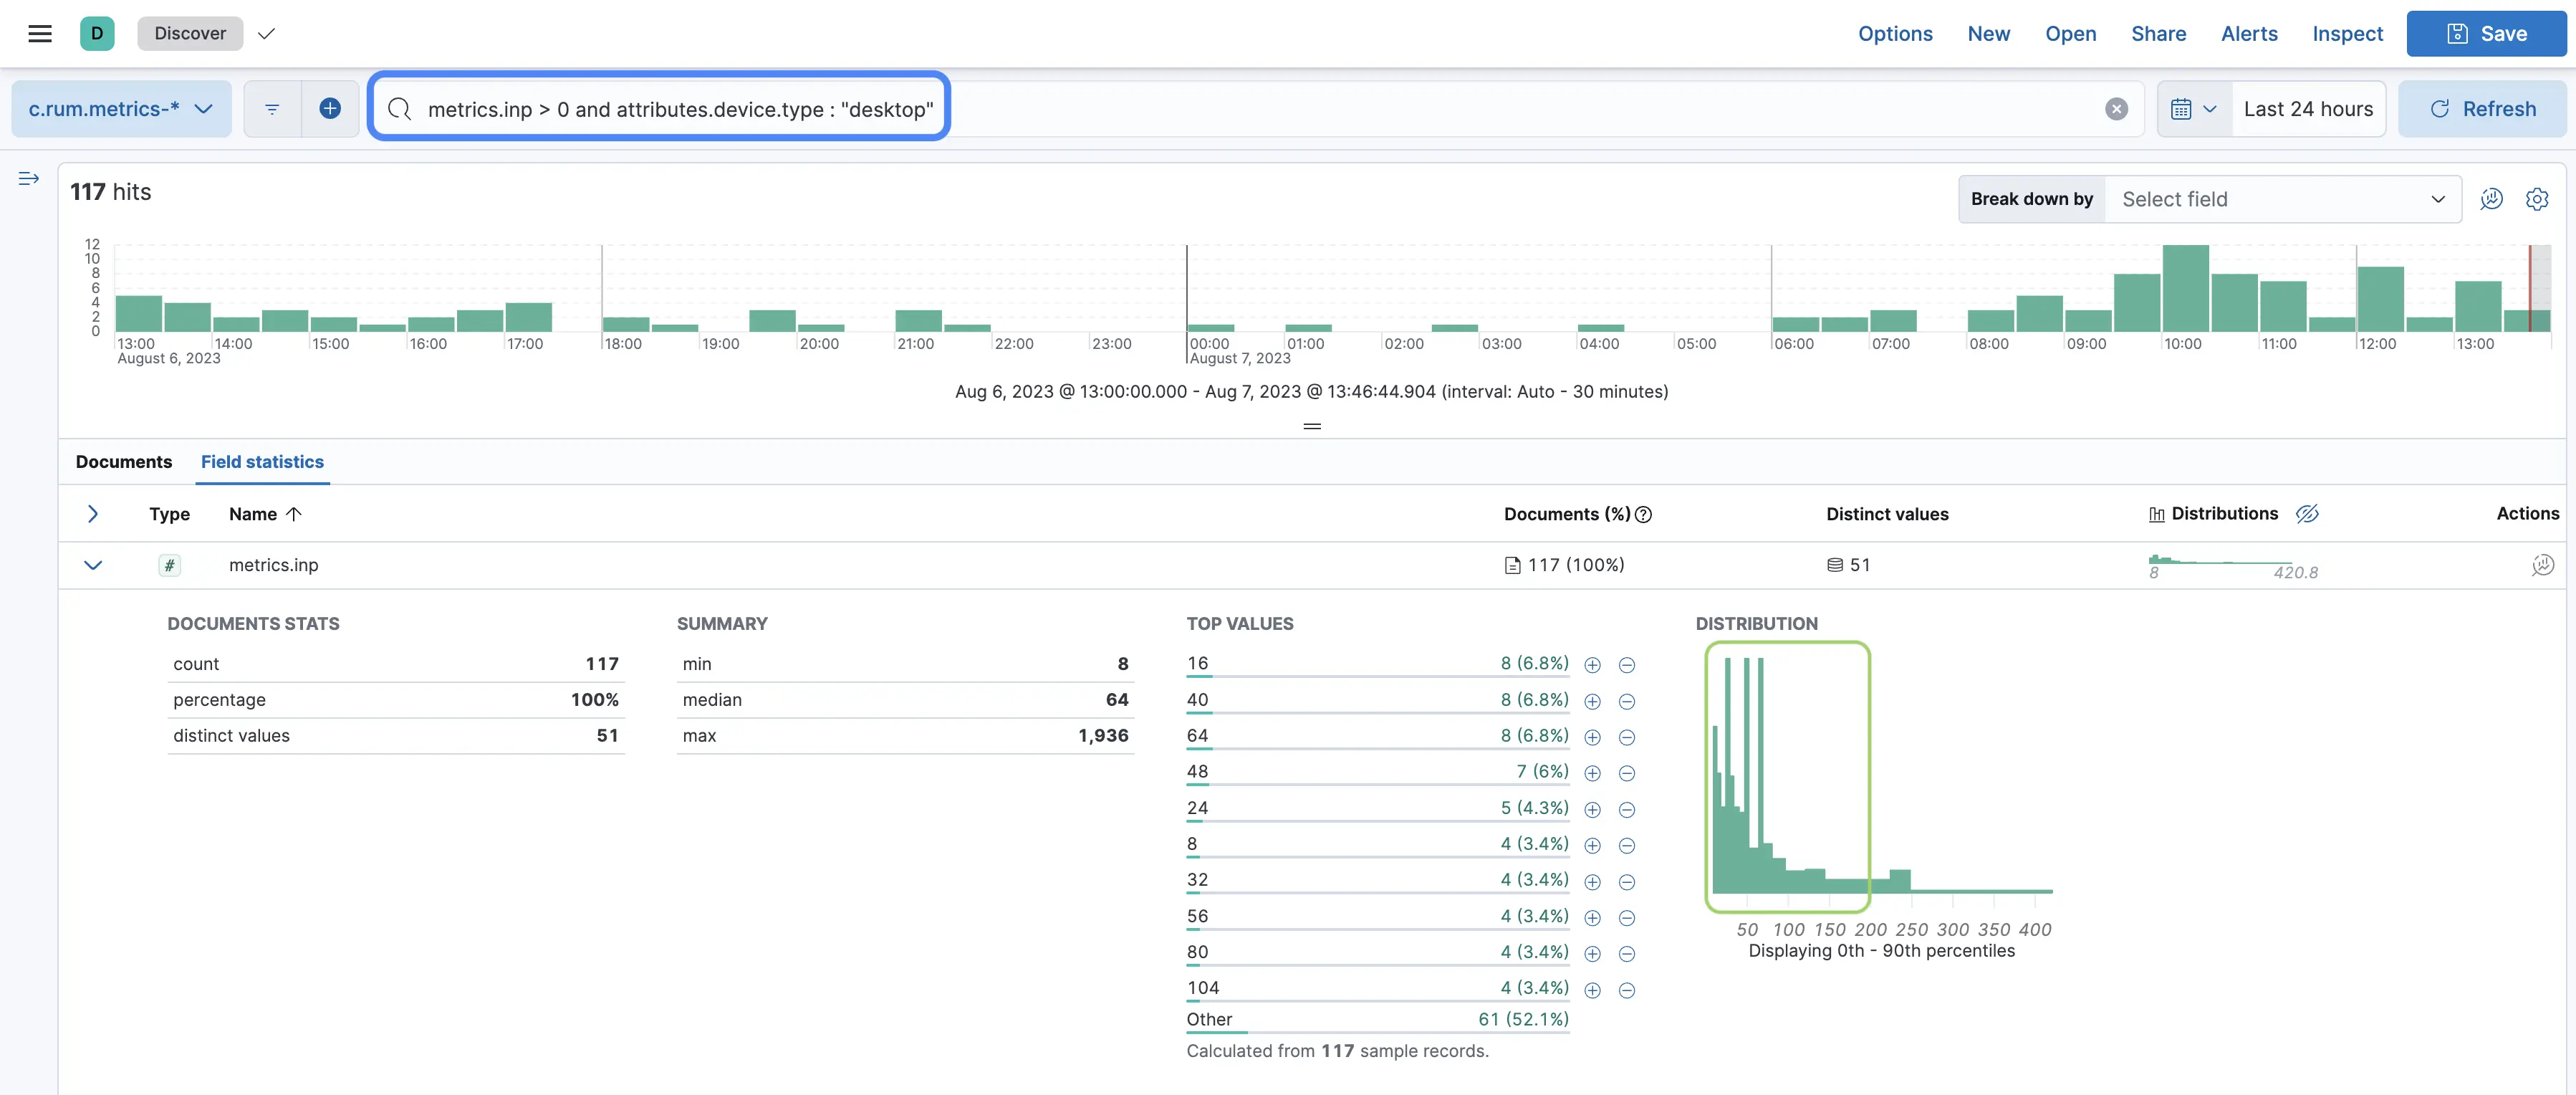 D Discover Options New Open Share Alerts Inspect Save
c.rum.metrics-* metrics.inp > 0 and attributes.device.type : "desktop" Last 24 hours Refresh
117 hits Break down by Select field
12
10
8
6
4
2
0
13:00 14:00 15:00 16:00 17:00 18:00 19:00 20:00 21:00 22:00 23:00 00:00 01:00 02:00 03:00 04:00 05:00 06:00 07:00 08:00 09:00 10:00 11:00 12:00 13:00
August 6, 2023 August 7, 2023
Aug 6, 2023 @ 13:00:00.000 - Aug 7, 2023 @ 13:46:44.904 (interval: Auto - 30 minutes)
Documents Field statistics
Type Name Documents (%) Distinct values Distributions Actions
# metrics.inp 117 (100%) 51 8 420.8
DOCUMENTS STATS SUMMARY TOP VALUES DISTRIBUTION
count 117 min 8 16 8 (6.8%)
percentage 100% median 64 40 8 (6.8%)
distinct values 51 max 1,936 64 8 (6.8%)
48 7 (6%)
24 5 (4.3%)
8 4 (3.4%)
32 4 (3.4%)
56 4 (3.4%)
50 100 150 200 250 300 350 400
80 4 (3.4%) Displaying 0th - 90th percentiles
104 4 (3.4%)
Other 61 (52.1%)
Calculated from 117 sample records.